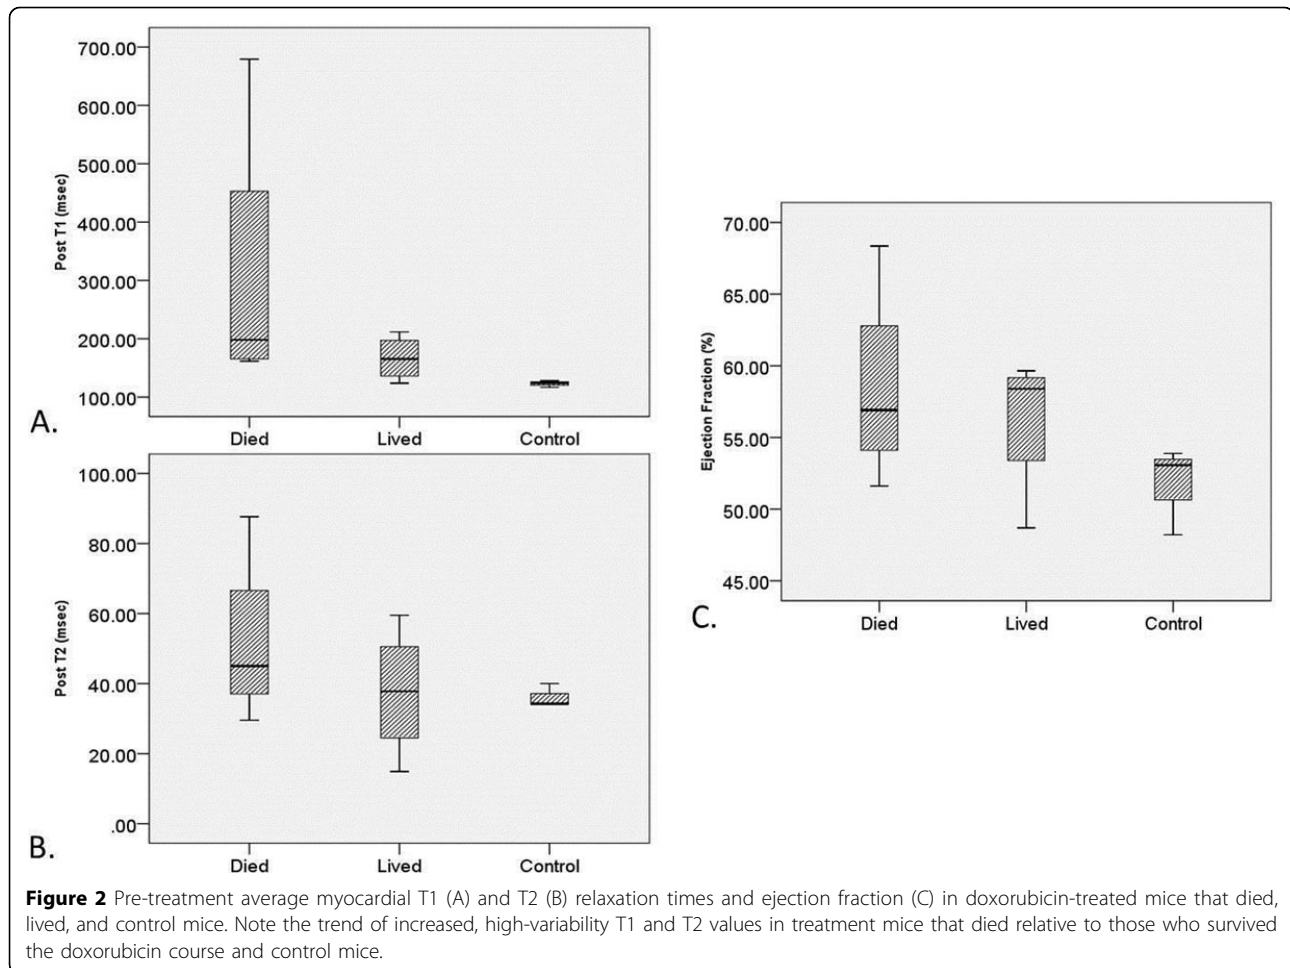 700.00
600.00
500.00
400.00
300.00
200.00
100.00
Post T1 (msec)
Died Lived Control
A.
100.00
80.00
60.00
40.00
20.00
.00
Post T2 (msec)
Died Lived Control
B.
70.00
65.00
60.00
55.00
50.00
45.00
Ejection Fraction (%)
Died Lived Control
C.
Figure 2 Pre-treatment average myocardial T1 (A) and T2 (B) relaxation times and ejection fraction (C) in doxorubicin-treated mice that died,
lived, and control mice. Note the trend of increased, high-variability T1 and T2 values in treatment mice that died relative to those who survived
the doxorubicin course and control mice.